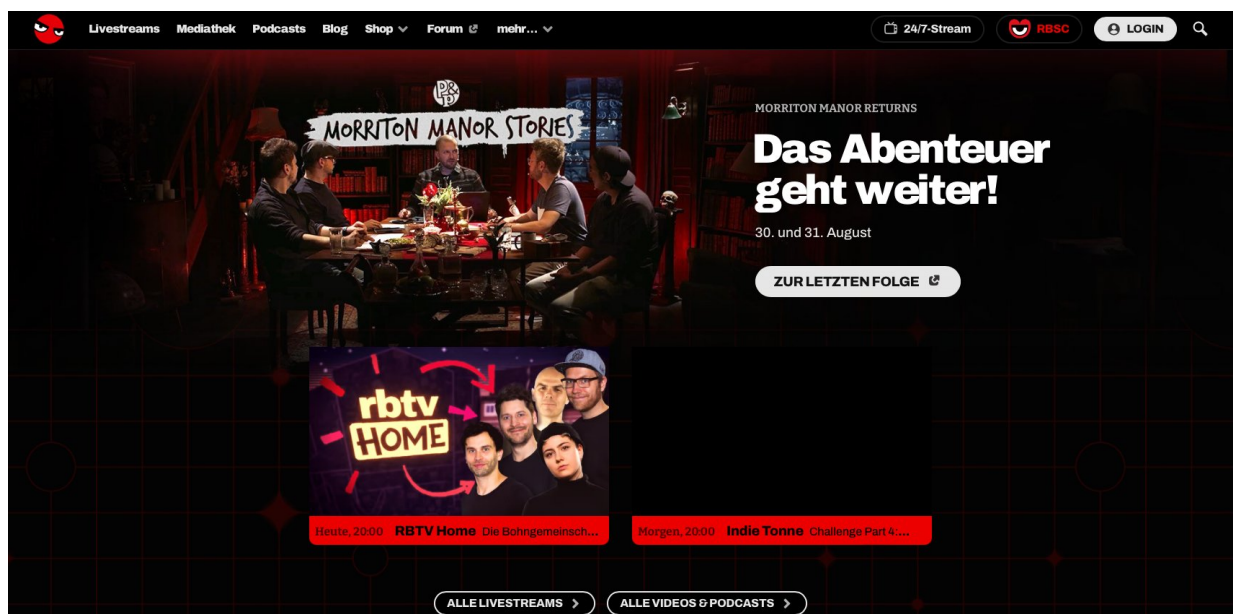 Livestreams
Mediathek
Podcasts
Blog
Shop
Forum
mehr...
24/7-Stream
RBSC
LOGIN
P&P
MORRITON MANOR STORIES
MORRITON MANOR RETURNS
Das Abenteuer
geht weiter!
30. und 31. August
ZUR LETZTEN FOLGE
rbtv
HOME
Heute, 20:00 RBTV Home Die Bohngemeinsch...
Morgen, 20:00 Indie Tonne Challenge Part 4:...
ALLE LIVESTREAMS
ALLE VIDEOS & PODCASTS